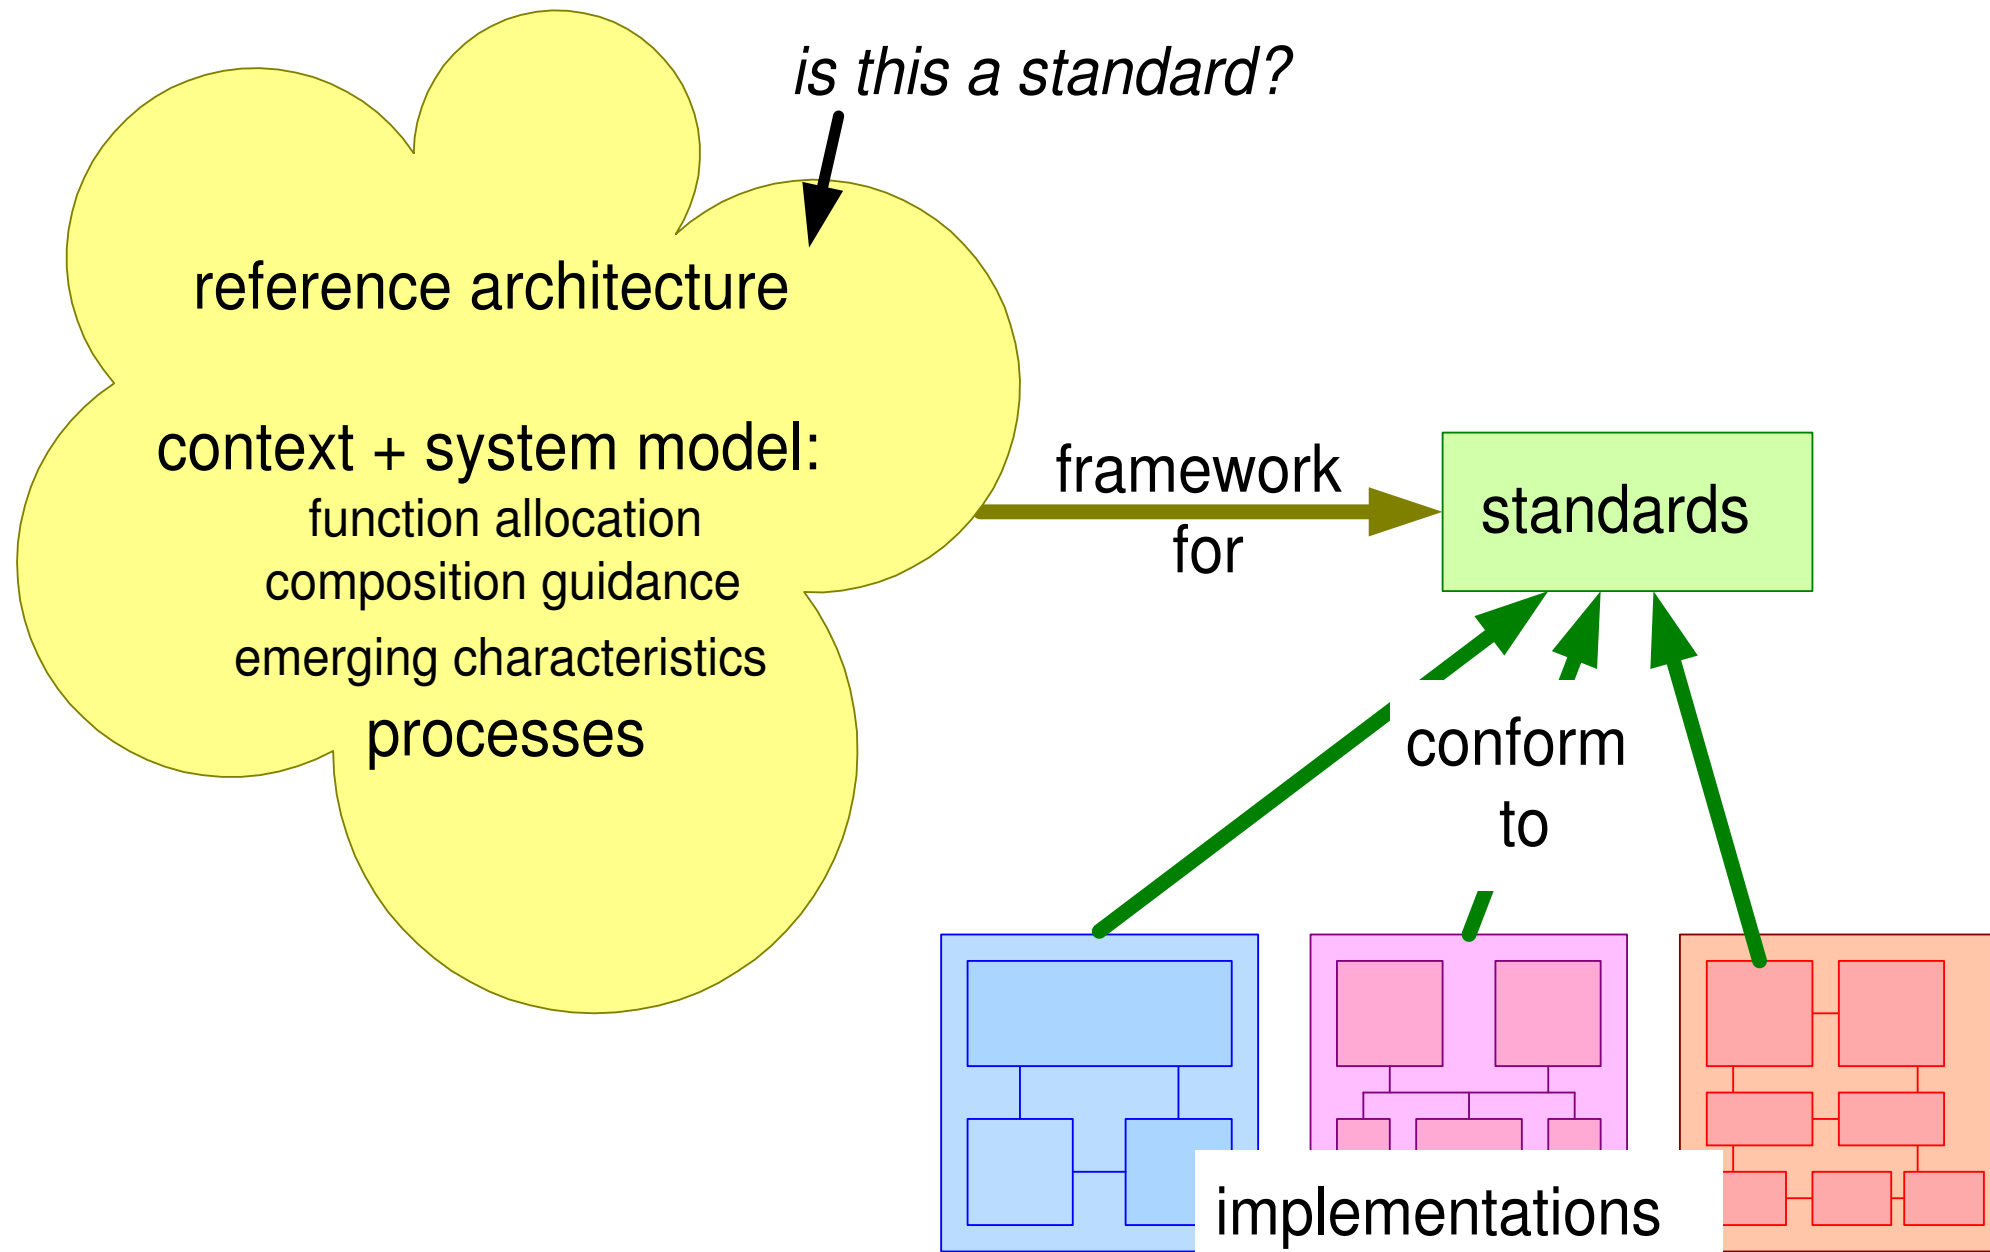 is this a standard?
reference architecture
context + system model:
function allocation
composition guidance
emerging characteristics
processes
framework
for
standards
conform
to
implementations